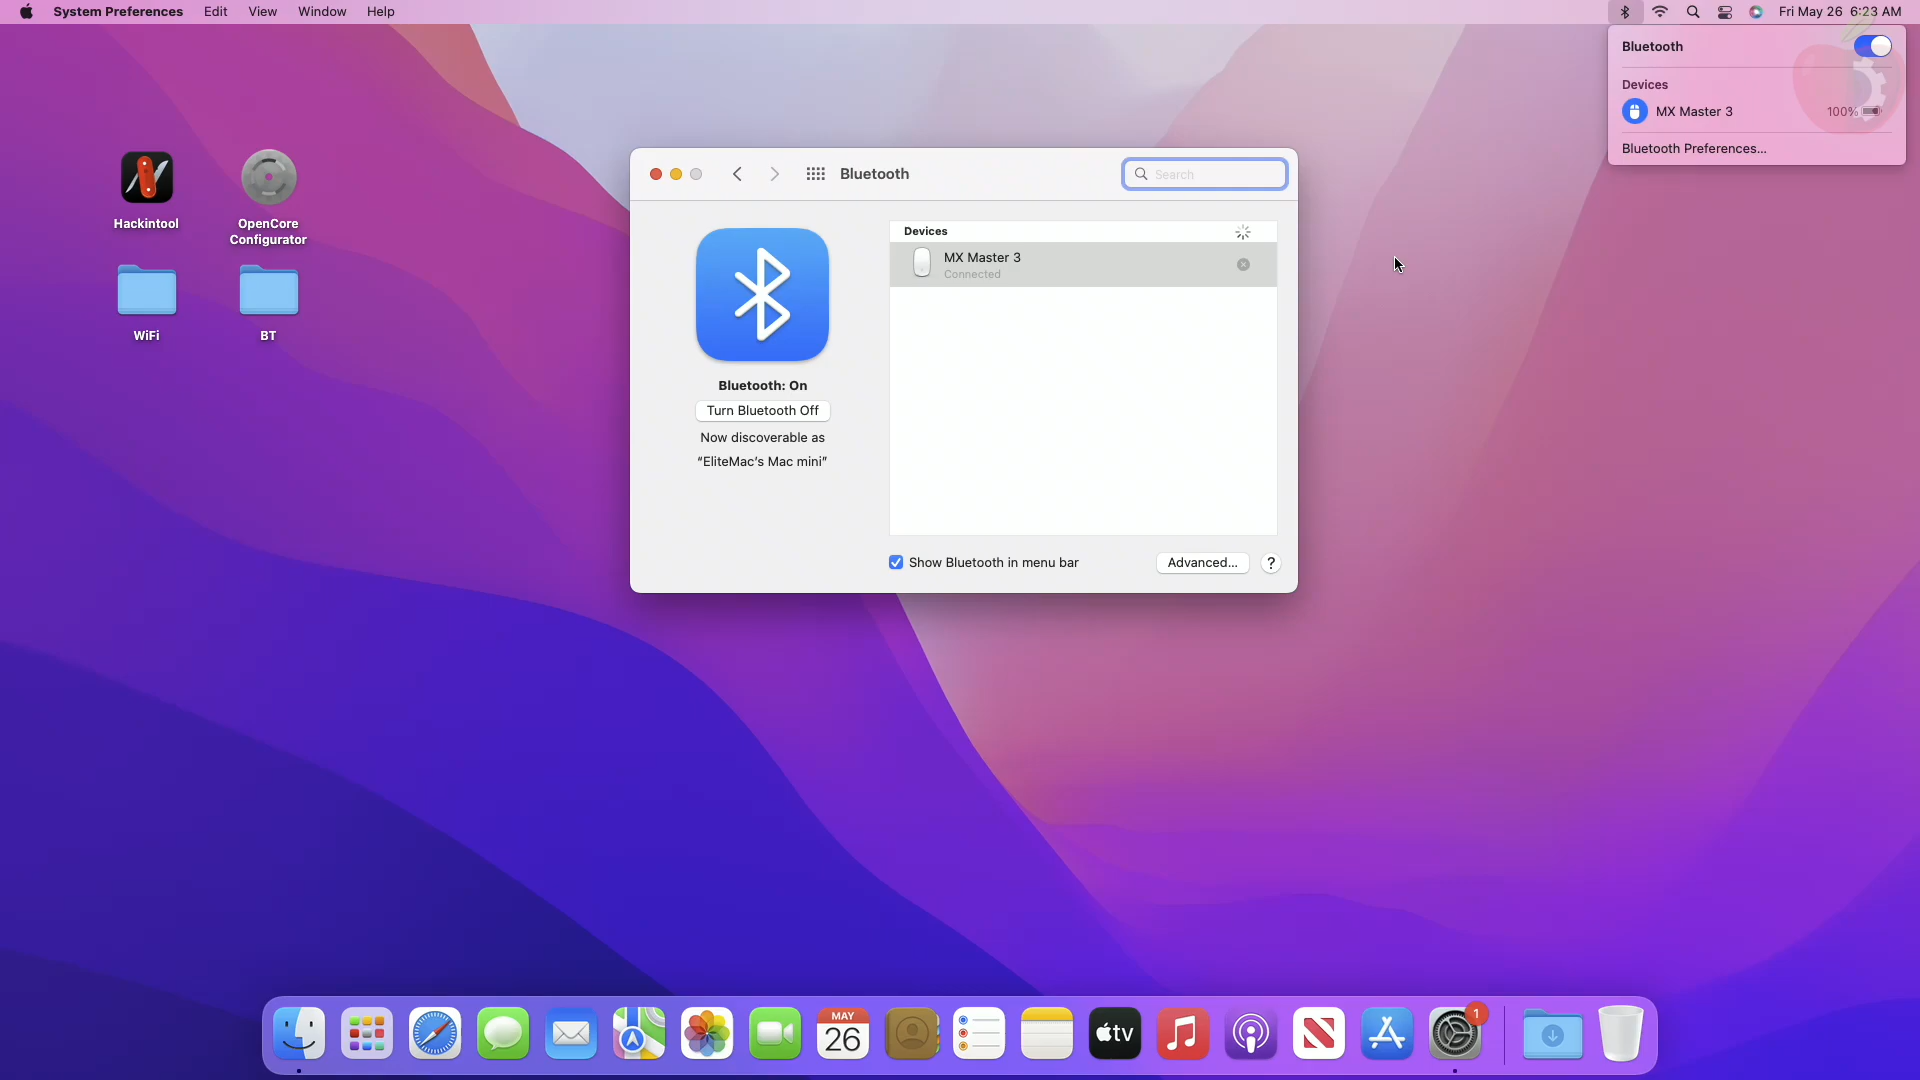 System Preferences Edit View Window Help
Fri May 26 6:23 AM
Bluetooth
Devices
MX Master 3 100%
Bluetooth Preferences...
Hackintool
OpenCore
Configurator
WiFi
BT
Bluetooth
Search
Bluetooth: On
Turn Bluetooth Off
Now discoverable as
“EliteMac’s Mac mini”
Devices
MX Master 3
Connected
Show Bluetooth in menu bar
Advanced...
?
MAY
26
tv
1